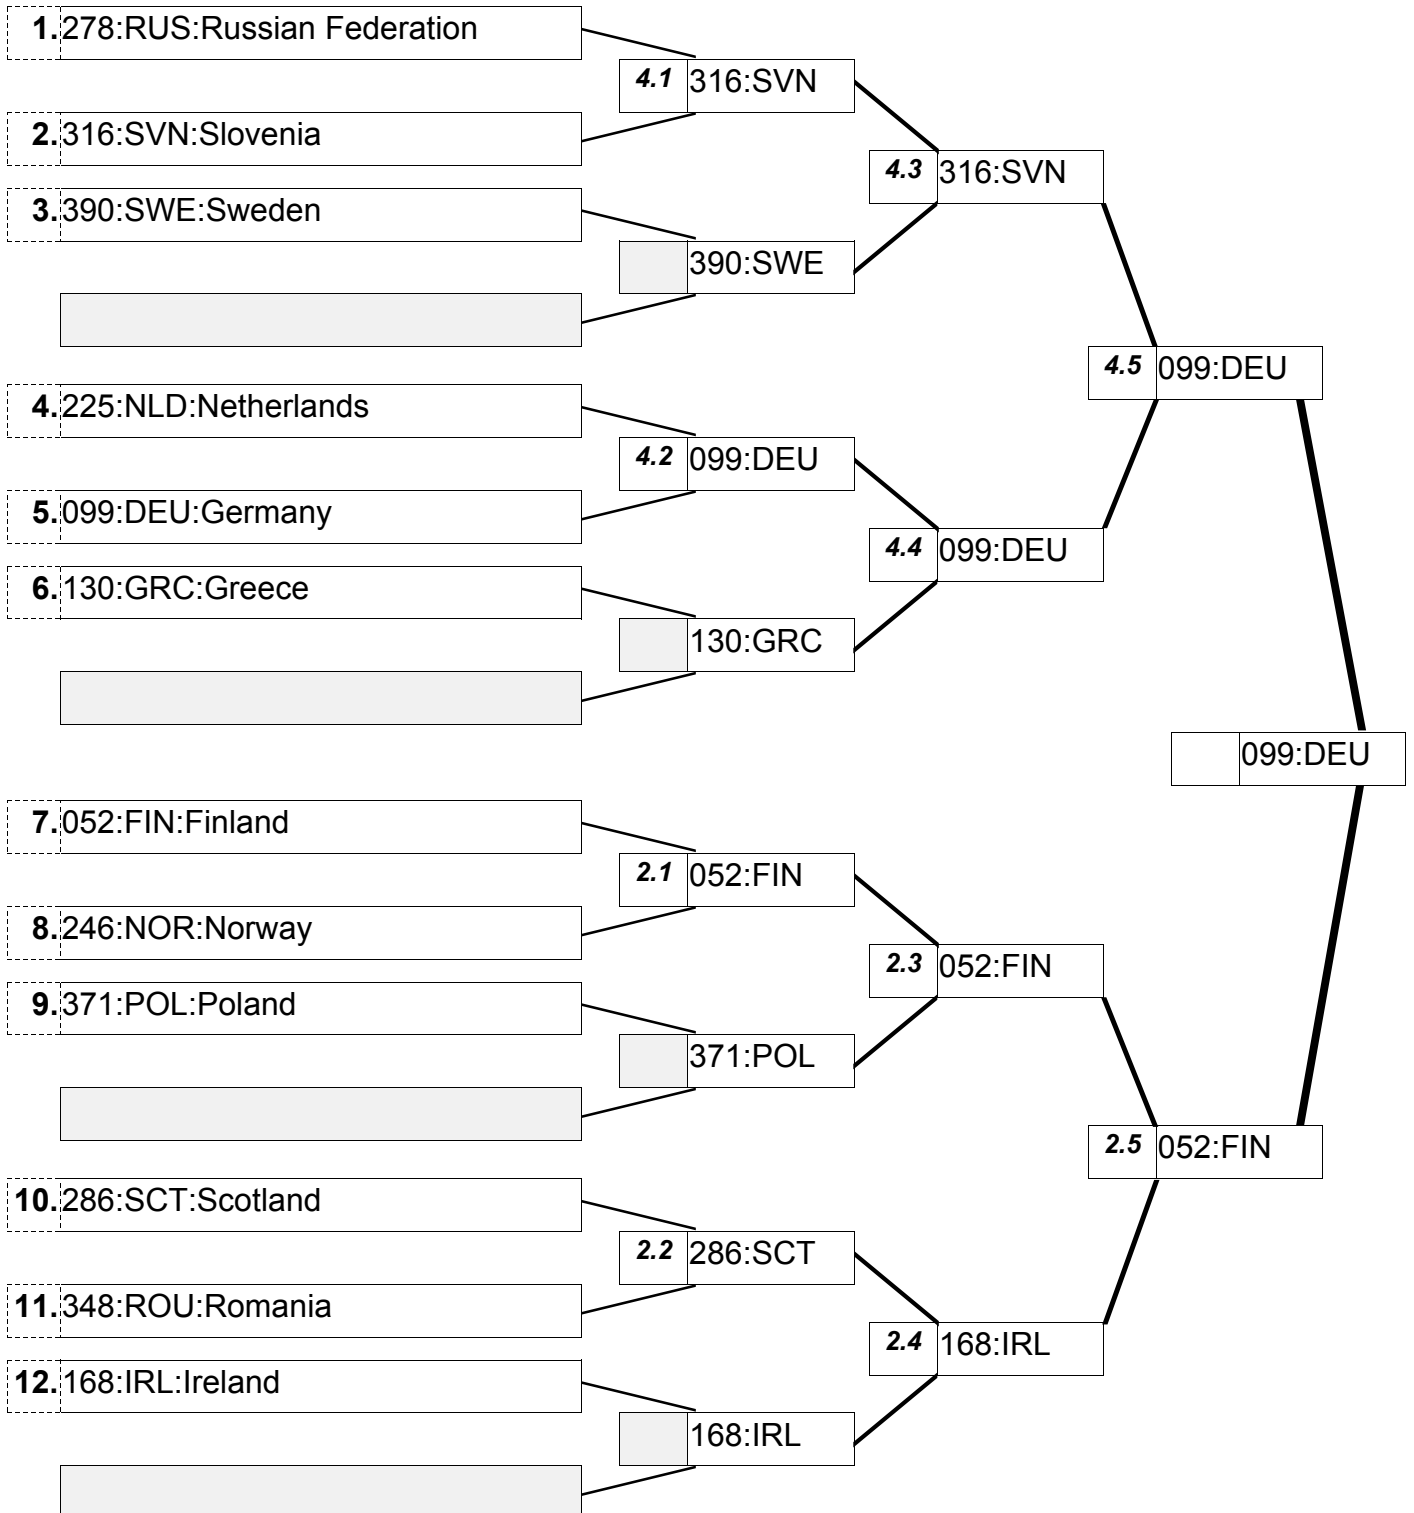 1. 278:RUS:Russian Federation
4.1 316:SVN
2. 316:SVN:Slovenia
4.3 316:SVN
3. 390:SWE:Sweden
390:SWE
4.5 099:DEU
4. 225:NLD:Netherlands
4.2 099:DEU
5. 099:DEU:Germany
4.4 099:DEU
6. 130:GRC:Greece
130:GRC
099:DEU
7. 052:FIN:Finland
2.1 052:FIN
8. 246:NOR:Norway
2.3 052:FIN
9. 371:POL:Poland
371:POL
2.5 052:FIN
10. 286:SCT:Scotland
2.2 286:SCT
11. 348:ROU:Romania
2.4 168:IRL
12. 168:IRL:Ireland
168:IRL